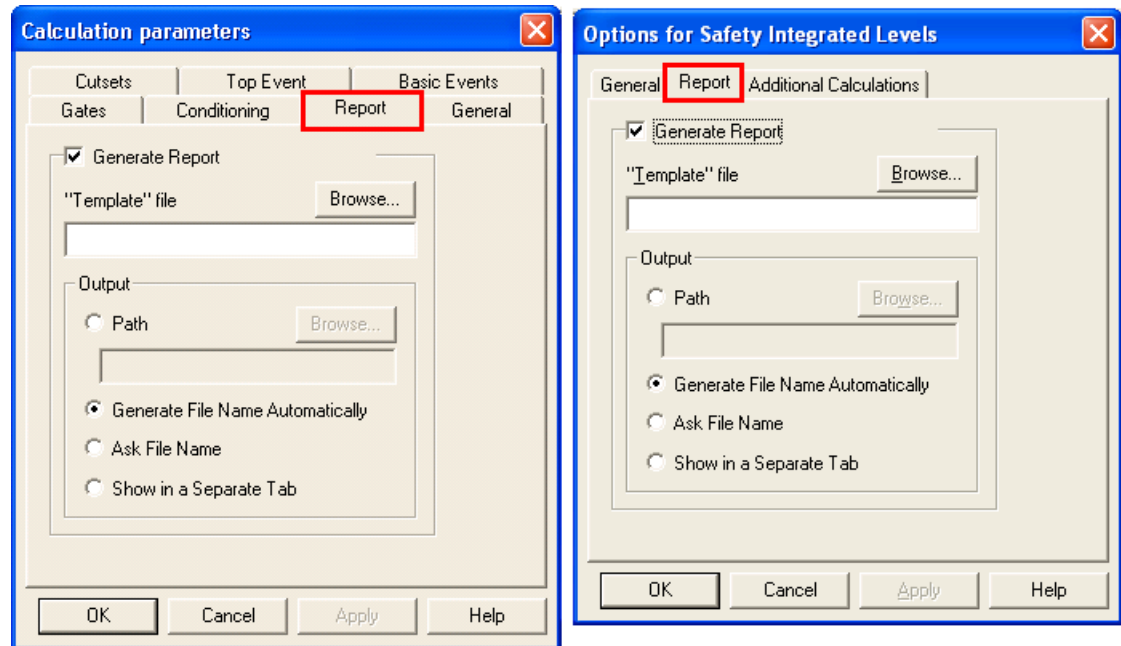 Calculation parameters
Cutsets Top Event Basic Events
Gates Conditioning Report General
Generate Report
"Template" file Browse...
Output
Path Browse...
Generate File Name Automatically
Ask File Name
Show in a Separate Tab
OK Cancel Apply Help
Options for Safety Integrated Levels
General Report Additional Calculations
Generate Report
"Template" file Browse...
Output
Path Browse...
Generate File Name Automatically
Ask File Name
Show in a Separate Tab
OK Cancel Apply Help